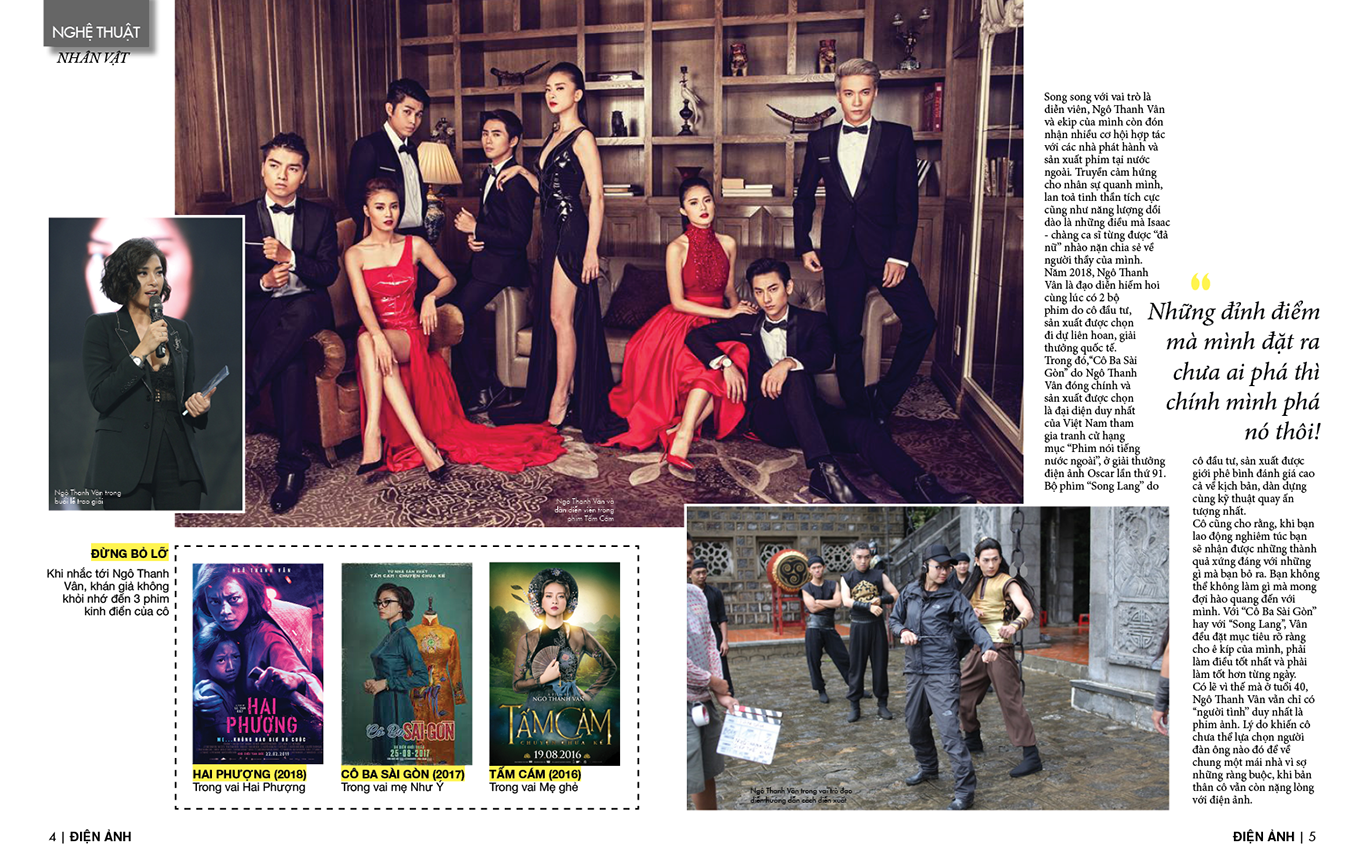 NGHỆ THUẬT
NHÂN VẬT
Ngô Thanh Vân trong
buổi lễ trao giải
Ngô Thanh Vân và
dàn diễn viên trong
phim Tấm Cám
Song song với vai trò là
diễn viên, Ngô Thanh Vân
và ekip của mình còn đón
nhận nhiều cơ hội hợp tác
với các nhà phát hành và
sản xuất phim tại nước
ngoài. Truyền cảm hứng
cho nhân sự quanh mình,
lan toả tinh thần tích cực
cũng như năng lượng dồi
dào là những điều mà Isaac
- chàng ca sĩ từng được “đả
nữ” nhào nặn chia sẻ về
người thầy của mình.
Năm 2018, Ngô Thanh
Vân là đạo diễn hiếm hoi
cùng lúc có 2 bộ
phim do cô đầu tư,
sản xuất được chọn
đi dự liên hoan, giải
thưởng quốc tế.
Trong đó,“Cô Ba Sài
Gòn” do Ngô Thanh
Vân đóng chính và
sản xuất được chọn
là đại diện duy nhất
của Việt Nam tham
gia tranh cử hạng
mục “Phim nói tiếng
nước ngoài”, ở giải thưởng
điện ảnh Oscar lần thứ 91.
Bộ phim “Song Lang” do
“
Những đỉnh điểm
mà mình đặt ra
chưa ai phá thì
chính mình phá
nó thôi!
cô đầu tư, sản xuất được
giới phê bình đánh giá cao
cả về kịch bản, dàn dựng
cùng kỹ thuật quay ấn
tượng nhất.
Cô cũng cho rằng, khi bạn
lao động nghiêm túc bạn
sẽ nhận được những thành
quả xứng đáng với những
gì mà bạn bỏ ra. Bạn không
thể không làm gì mà mong
đợi hào quang đến với
mình. Với “Cô Ba Sài Gòn”
hay với “Song Lang”, Vân
đều đặt mục tiêu rõ ràng
cho ê kíp của mình, phải
làm điều tốt nhất và phải
làm tốt hơn từng ngày.
Có lẽ vì thế mà ở tuổi 40,
Ngô Thanh Vân vẫn chỉ có
“người tình” duy nhất là
phim ảnh. Lý do khiến cô
chưa thể lựa chọn người
đàn ông nào đó để về
chung một mái nhà vì sợ
những ràng buộc, khi bản
thân cô vẫn còn nặng lòng
với điện ảnh.
ĐỪNG BỎ LỠ
Khi nhắc tới Ngô Thanh
Vân, khán giả không
khỏi nhớ đến 3 phim
kinh điển của cô
NGÔ THANH VÂN
HAI
PHƯỢNG
22.02.2019
HAI PHƯỢNG (2018)
Trong vai Hai Phượng
TỪ NHÀ SẢN XUẤT
TẤM CÁM - CHUYỆN CHƯA KỂ
Cô Ba
SÀI GÒN
CÔ BA SÀI GÒN (2017)
Trong vai mẹ Như Ý
NGÔ THANH VÂN
TẤM CÁM
CHUYỆN CHƯA KỂ
19.08.2016
TẤM CÁM (2016)
Trong vai Mẹ ghẻ
Ngô Thanh Vân trong vai trò đạo
diễn hướng dẫn cảnh diễn xuất
4 | ĐIỆN ẢNH
ĐIỆN ẢNH | 5